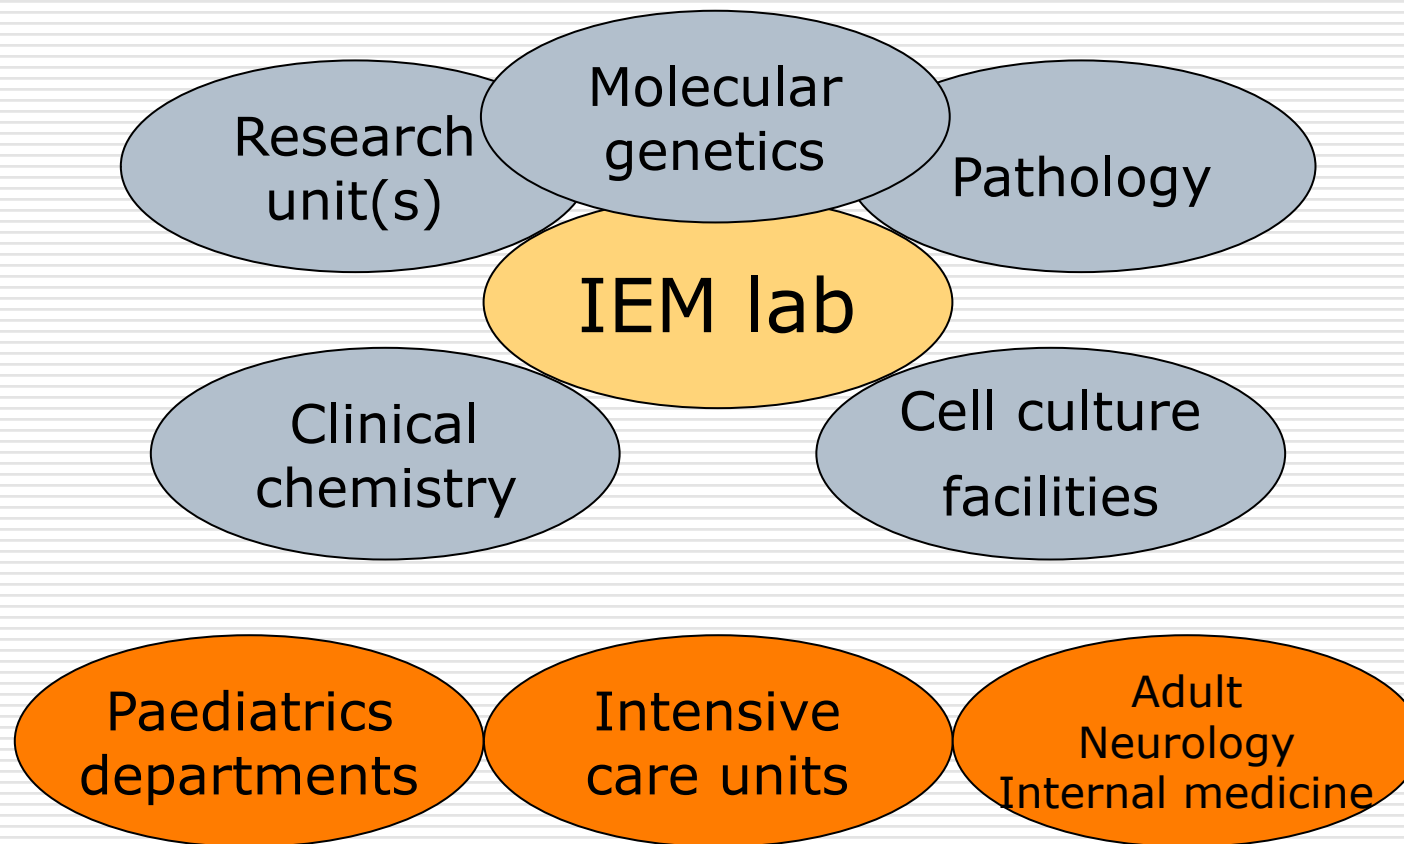 Molecular
genetics
Research
unit(s)
Pathology
IEM lab
Clinical
chemistry
Cell culture
facilities
Paediatrics
departments
Intensive
care units
Adult
Neurology
Internal medicine